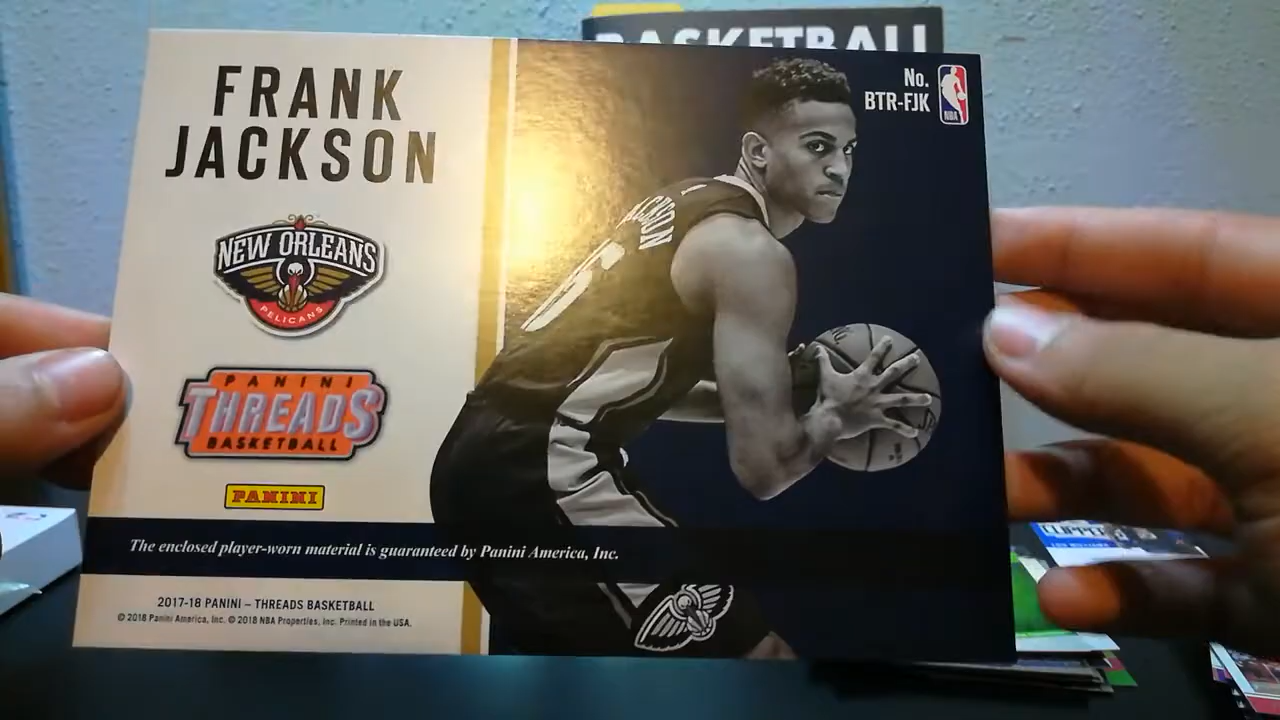 BASKETBALL
FRANK
JACKSON
NEW ORLEANS
PELICANS
PANINI
THREADS
BASKETBALL
PANINI
The enclosed player-worn material is guaranteed by Panini America, Inc.
2017-18 PANINI – THREADS BASKETBALL
© 2018 Panini America, Inc. © 2018 NBA Properties, Inc. Printed in the USA.
No.
BTR-FJK
NBA
JACKSON
CLIPPERS